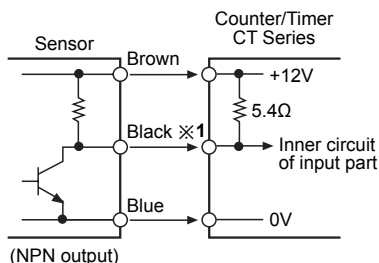 Counter/Timer
CT Series
Sensor
Brown
+12V
5.4Ω
Black ※1
Inner circuit
of input part
Blue
0V
(NPN output)